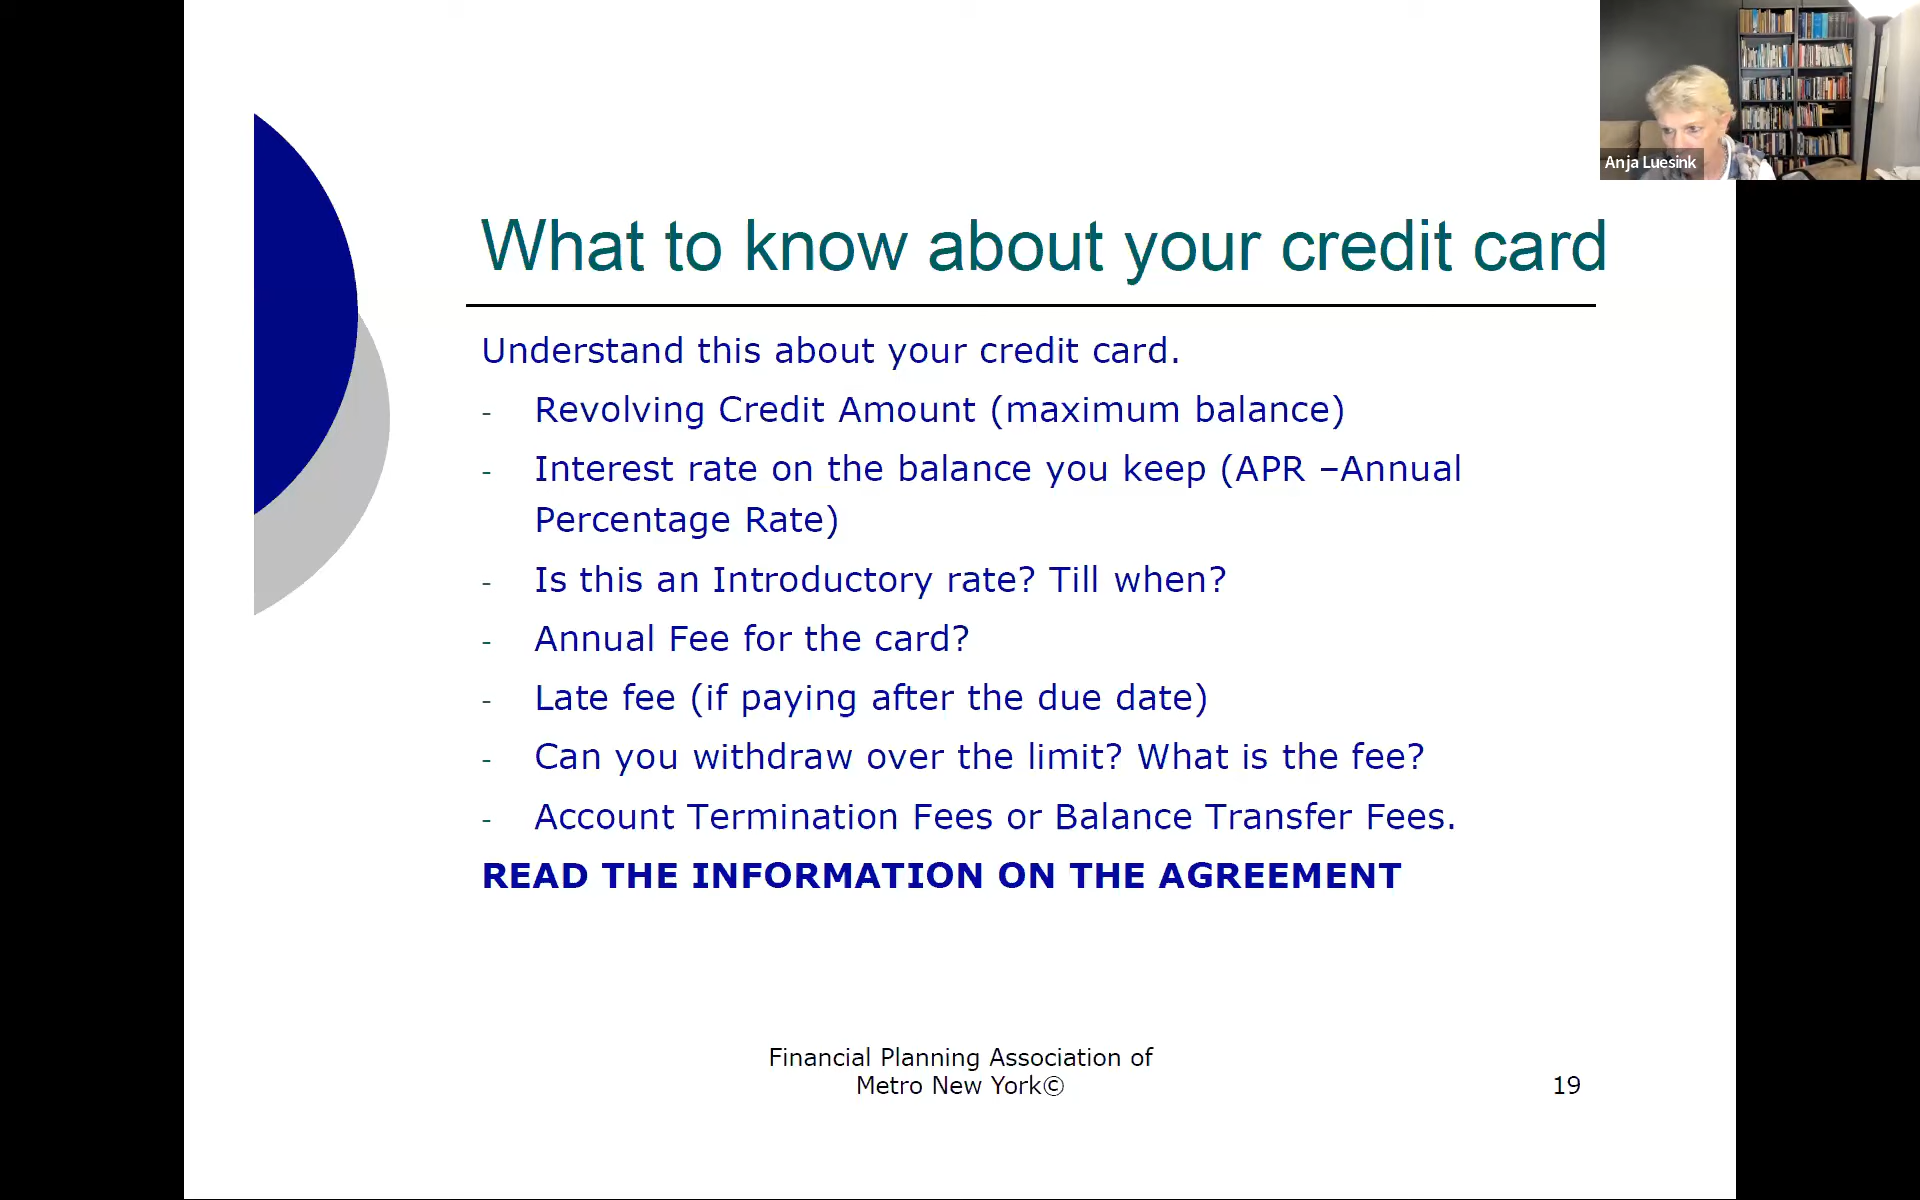 Anja Luesink
What to know about your credit card
Understand this about your credit card.
- Revolving Credit Amount (maximum balance)
- Interest rate on the balance you keep (APR –Annual
Percentage Rate)
- Is this an Introductory rate? Till when?
- Annual Fee for the card?
- Late fee (if paying after the due date)
- Can you withdraw over the limit? What is the fee?
- Account Termination Fees or Balance Transfer Fees.
READ THE INFORMATION ON THE AGREEMENT
Financial Planning Association of
Metro New York©
19